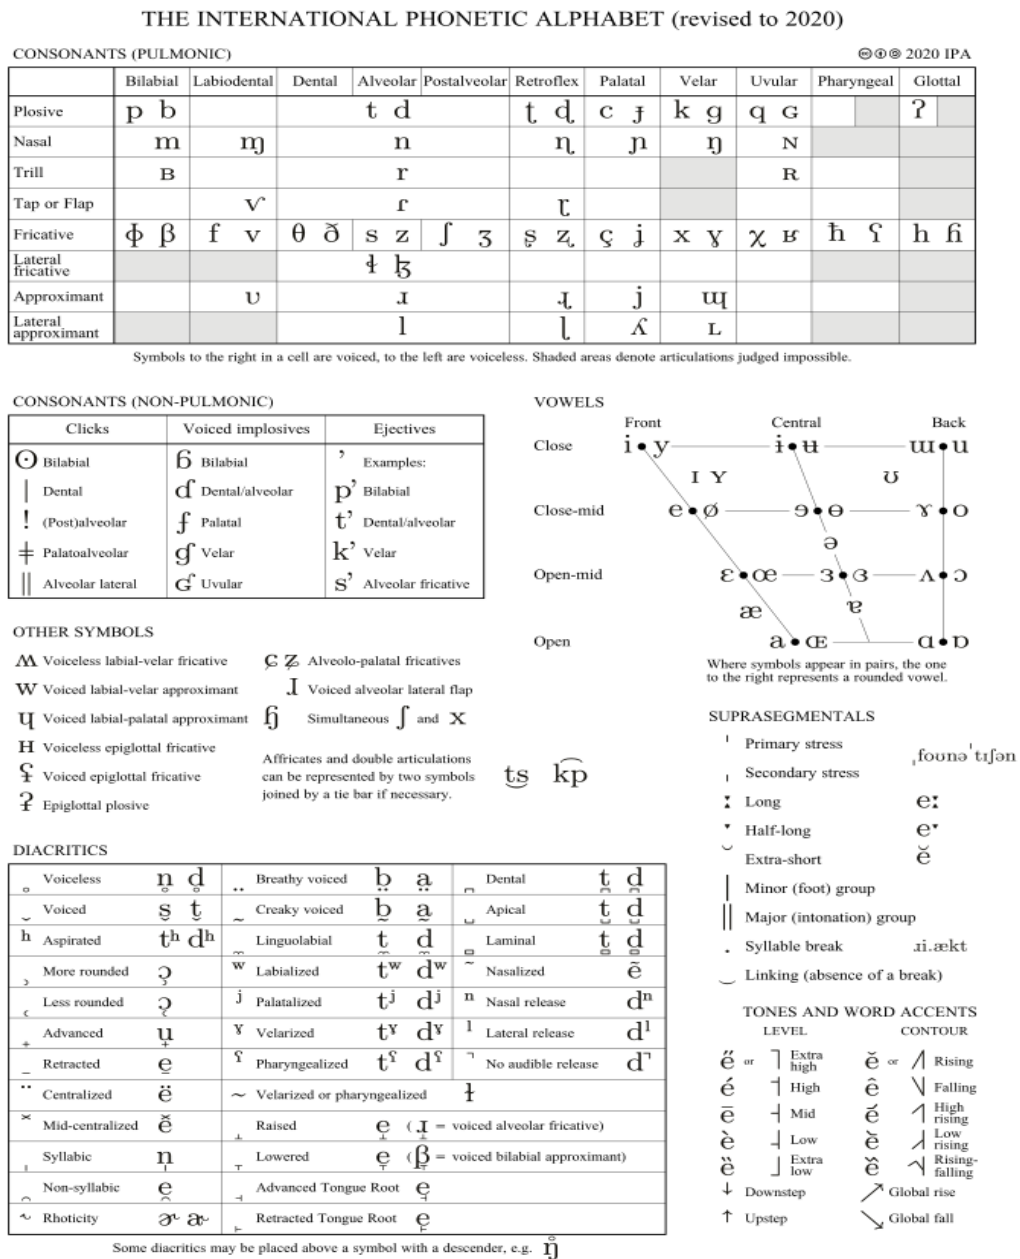 THE INTERNATIONAL PHONETIC ALPHABET (revised to 2020)
CONSONANTS (PULMONIC) 2020 IPA
Bilabial Labiodental Dental Alveolar Postalveolar Retroflex Palatal Velar Uvular Pharyngeal Glottal
Plosive p b t d ʈ ɖ c ɟ k ɡ q ɢ ʔ
Nasal m ɱ n ɳ ɲ ŋ ɴ
Trill ʙ r ʀ
Tap or Flap ⱱ ɾ ɽ
Fricative ɸ β f v θ ð s z ʃ ʒ ʂ ʐ ç ʝ x ɣ χ ʁ ħ ʕ h ɦ
Lateral fricative ɬ ɮ
Approximant ʋ ɹ ɻ j ɰ
Lateral approximant l ɭ ʎ ʟ
Symbols to the right in a cell are voiced, to the left are voiceless. Shaded areas denote articulations judged impossible.
CONSONANTS (NON-PULMONIC)
Clicks Voiced implosives Ejectives
ʘ Bilabial ɓ Bilabial ʼ Examples:
ǀ Dental ɗ Dental/alveolar pʼ Bilabial
ǃ (Post)alveolar ʄ Palatal tʼ Dental/alveolar
ǂ Palatoalveolar ɠ Velar kʼ Velar
ǁ Alveolar lateral ʛ Uvular sʼ Alveolar fricative
VOWELS
Front Central Back
Close i y ɨ ʉ ɯ u
ɪ ʏ ʊ
Close-mid e ø ɘ ɵ ɤ o
ə
Open-mid ɛ œ ɜ ɞ ʌ ɔ
æ ɐ
Open a ɶ ɑ ɒ
Where symbols appear in pairs, the one
to the right represents a rounded vowel.
OTHER SYMBOLS
ʍ Voiceless labial-velar fricative ɕ ʑ Alveolo-palatal fricatives
w Voiced labial-velar approximant ɺ Voiced alveolar lateral flap
ɥ Voiced labial-palatal approximant ɧ Simultaneous ʃ and x
ʜ Voiceless epiglottal fricative
ʢ Voiced epiglottal fricative
ʡ Epiglottal plosive
Affricates and double articulations
can be represented by two symbols
joined by a tie bar if necessary.
t͜s k͡p
SUPRASEGMENTALS
ˈ Primary stress ˌfoʊnəˈtɪʃən
ˌ Secondary stress
ː Long eː
ˑ Half-long eˑ
˘ Extra-short ĕ
| Minor (foot) group
‖ Major (intonation) group
. Syllable break ɹi.ækt
‿ Linking (absence of a break)
DIACRITICS
̥ Voiceless n̥ d̥ ̤ Breathy voiced b̤ a̤ ̪ Dental t̪ d̪
̬ Voiced s̬ t̬ ̰ Creaky voiced b̰ a̰ ̺ Apical t̺ d̺
ʰ Aspirated tʰ dʰ ̼ Linguolabial t̼ d̼ ̻ Laminal t̻ d̻
̹ More rounded ɔ̹ ʷ Labialized tʷ dʷ ̃ Nasalized ẽ
̜ Less rounded ɔ̜ ʲ Palatalized tʲ dʲ ⁿ Nasal release dⁿ
̟ Advanced u̟ ˠ Velarized tˠ dˠ ˡ Lateral release dˡ
̠ Retracted e̠ ˤ Pharyngealized tˤ dˤ ̚ No audible release d̚
̈ Centralized ë ̴ Velarized or pharyngealized ɫ
̽ Mid-centralized e̽ ̝ Raised e̝ (ɹ̝ = voiced alveolar fricative)
̩ Syllabic n̩ ̞ Lowered e̞ (β̞ = voiced bilabial approximant)
̯ Non-syllabic e̯ ̘ Advanced Tongue Root e̘
˞ Rhoticity ɚ a˞ ̙ Retracted Tongue Root e̙
Some diacritics may be placed above a symbol with a descender, e.g. ŋ̊
TONES AND WORD ACCENTS
LEVEL CONTOUR
e̋ or ˥ Extra high ě or ˩˥ Rising
é ˦ High ê ˥˩ Falling
ē ˧ Mid e᷄ ˦˥ High rising
è ˨ Low e᷅ ˩˨ Low rising
ȅ ˩ Extra low e᷈ ˧˦˧ Rising-falling
ꜜ Downstep ↗ Global rise
ꜛ Upstep ↘ Global fall